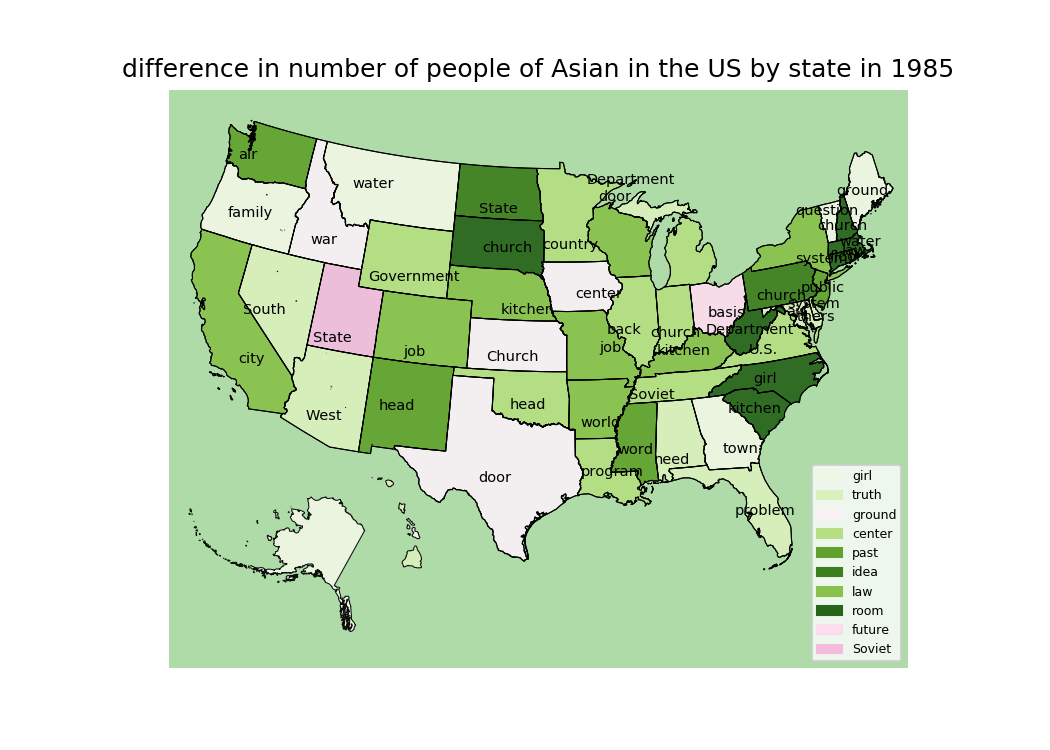 difference in number of people of Asian in the US by state in 1985
air
water
Department
door
ground
family
State
question
church
war
church
country
water
system
Government
center
public
South
kitchen
church
system
basis
others
State
back
church
Department
city
job
Church
job
kitchen
U.S.
head
head
Soviet
girl
kitchen
West
world
word
need
town
door
program
problem
girl
truth
ground
center
past
idea
law
room
future
Soviet